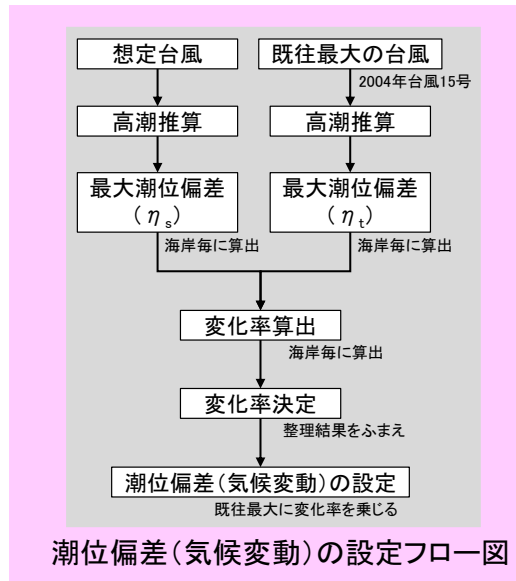 想定台風
既往最大の台風
2004年台風15号
高潮推算
高潮推算
最大潮位偏差
(ηs)
最大潮位偏差
(ηt)
海岸毎に算出
海岸毎に算出
変化率算出
海岸毎に算出
変化率決定
整理結果をふまえ
潮位偏差(気候変動)の設定
既往最大に変化率を乗じる
潮位偏差(気候変動)の設定フロー図